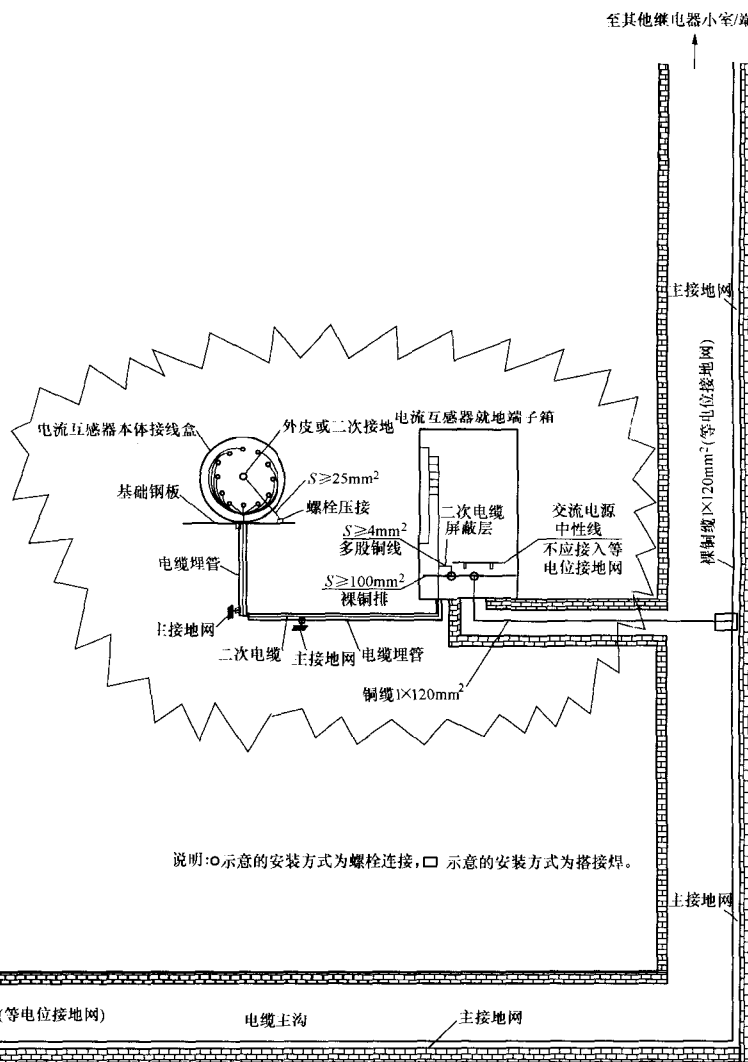 至其他继电器小室/端
主接地网
裸铜缆1×120mm²(等电位接地网)
电流互感器本体接线盒
外皮或二次接地
电流互感器就地端子箱
S≥25mm²
基础钢板
螺栓压接
二次电缆
屏蔽层
交流电源
中性线
不应接入等
电位接地网
S≥4mm²
多股铜线
电缆埋管
S≥100mm²
裸铜排
主接地网
二次电缆
主接地网
电缆埋管
铜缆1×120mm²
说明:○示意的安装方式为螺栓连接,□ 示意的安装方式为搭接焊。
主接地网
(等电位接地网)
电缆主沟
主接地网